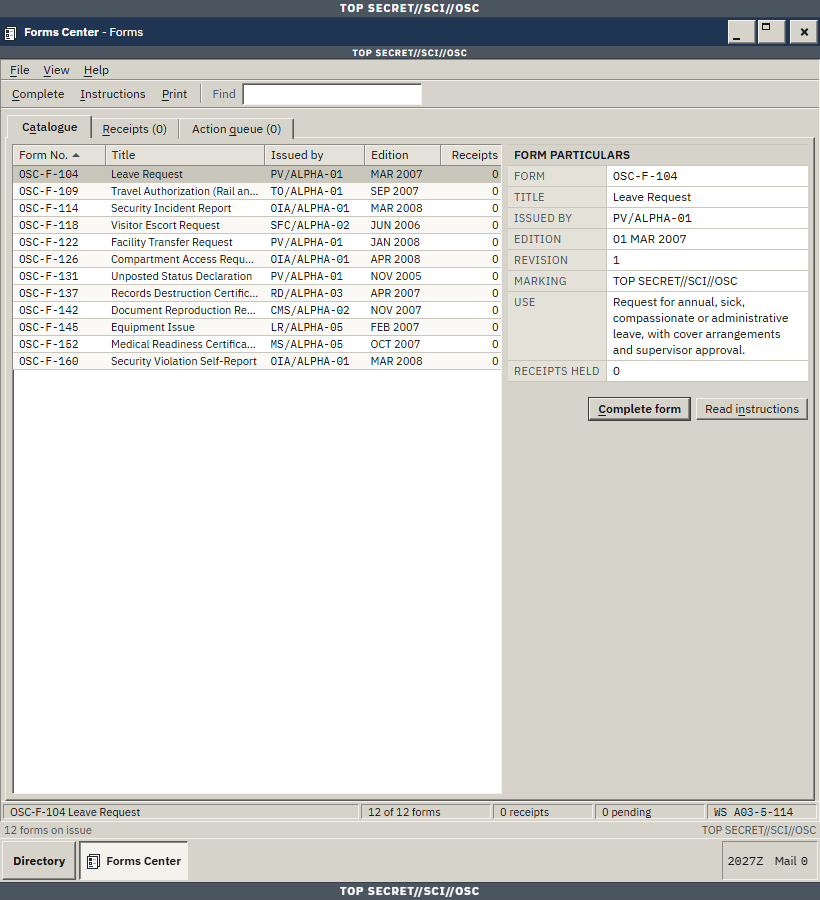 TOP SECRET//SCI//OSC
Forms Center - Forms
TOP SECRET//SCI//OSC
File View Help
Complete Instructions Print Find
Catalogue Receipts (0) Action queue (0)
Form No. Title Issued by Edition Receipts
OSC-F-104 Leave Request PV/ALPHA-01 MAR 2007 0
OSC-F-109 Travel Authorization (Rail an... TO/ALPHA-01 SEP 2007 0
OSC-F-114 Security Incident Report OIA/ALPHA-01 MAR 2008 0
OSC-F-118 Visitor Escort Request SFC/ALPHA-02 JUN 2006 0
OSC-F-122 Facility Transfer Request PV/ALPHA-01 JAN 2008 0
OSC-F-126 Compartment Access Requ... OIA/ALPHA-01 APR 2008 0
OSC-F-131 Unposted Status Declaration PV/ALPHA-01 NOV 2005 0
OSC-F-137 Records Destruction Certific... RD/ALPHA-03 APR 2007 0
OSC-F-142 Document Reproduction Re... CMS/ALPHA-02 NOV 2007 0
OSC-F-145 Equipment Issue LR/ALPHA-05 FEB 2007 0
OSC-F-152 Medical Readiness Certifica... MS/ALPHA-05 OCT 2007 0
OSC-F-160 Security Violation Self-Report OIA/ALPHA-01 MAR 2008 0
FORM PARTICULARS
FORM OSC-F-104
TITLE Leave Request
ISSUED BY PV/ALPHA-01
EDITION 01 MAR 2007
REVISION 1
MARKING TOP SECRET//SCI//OSC
USE Request for annual, sick,
compassionate or administrative
leave, with cover arrangements
and supervisor approval.
RECEIPTS HELD 0
Complete form Read instructions
OSC-F-104 Leave Request 12 of 12 forms 0 receipts 0 pending WS A03-5-114
12 forms on issue TOP SECRET//SCI//OSC
Directory Forms Center 2027Z Mail 0
TOP SECRET//SCI//OSC